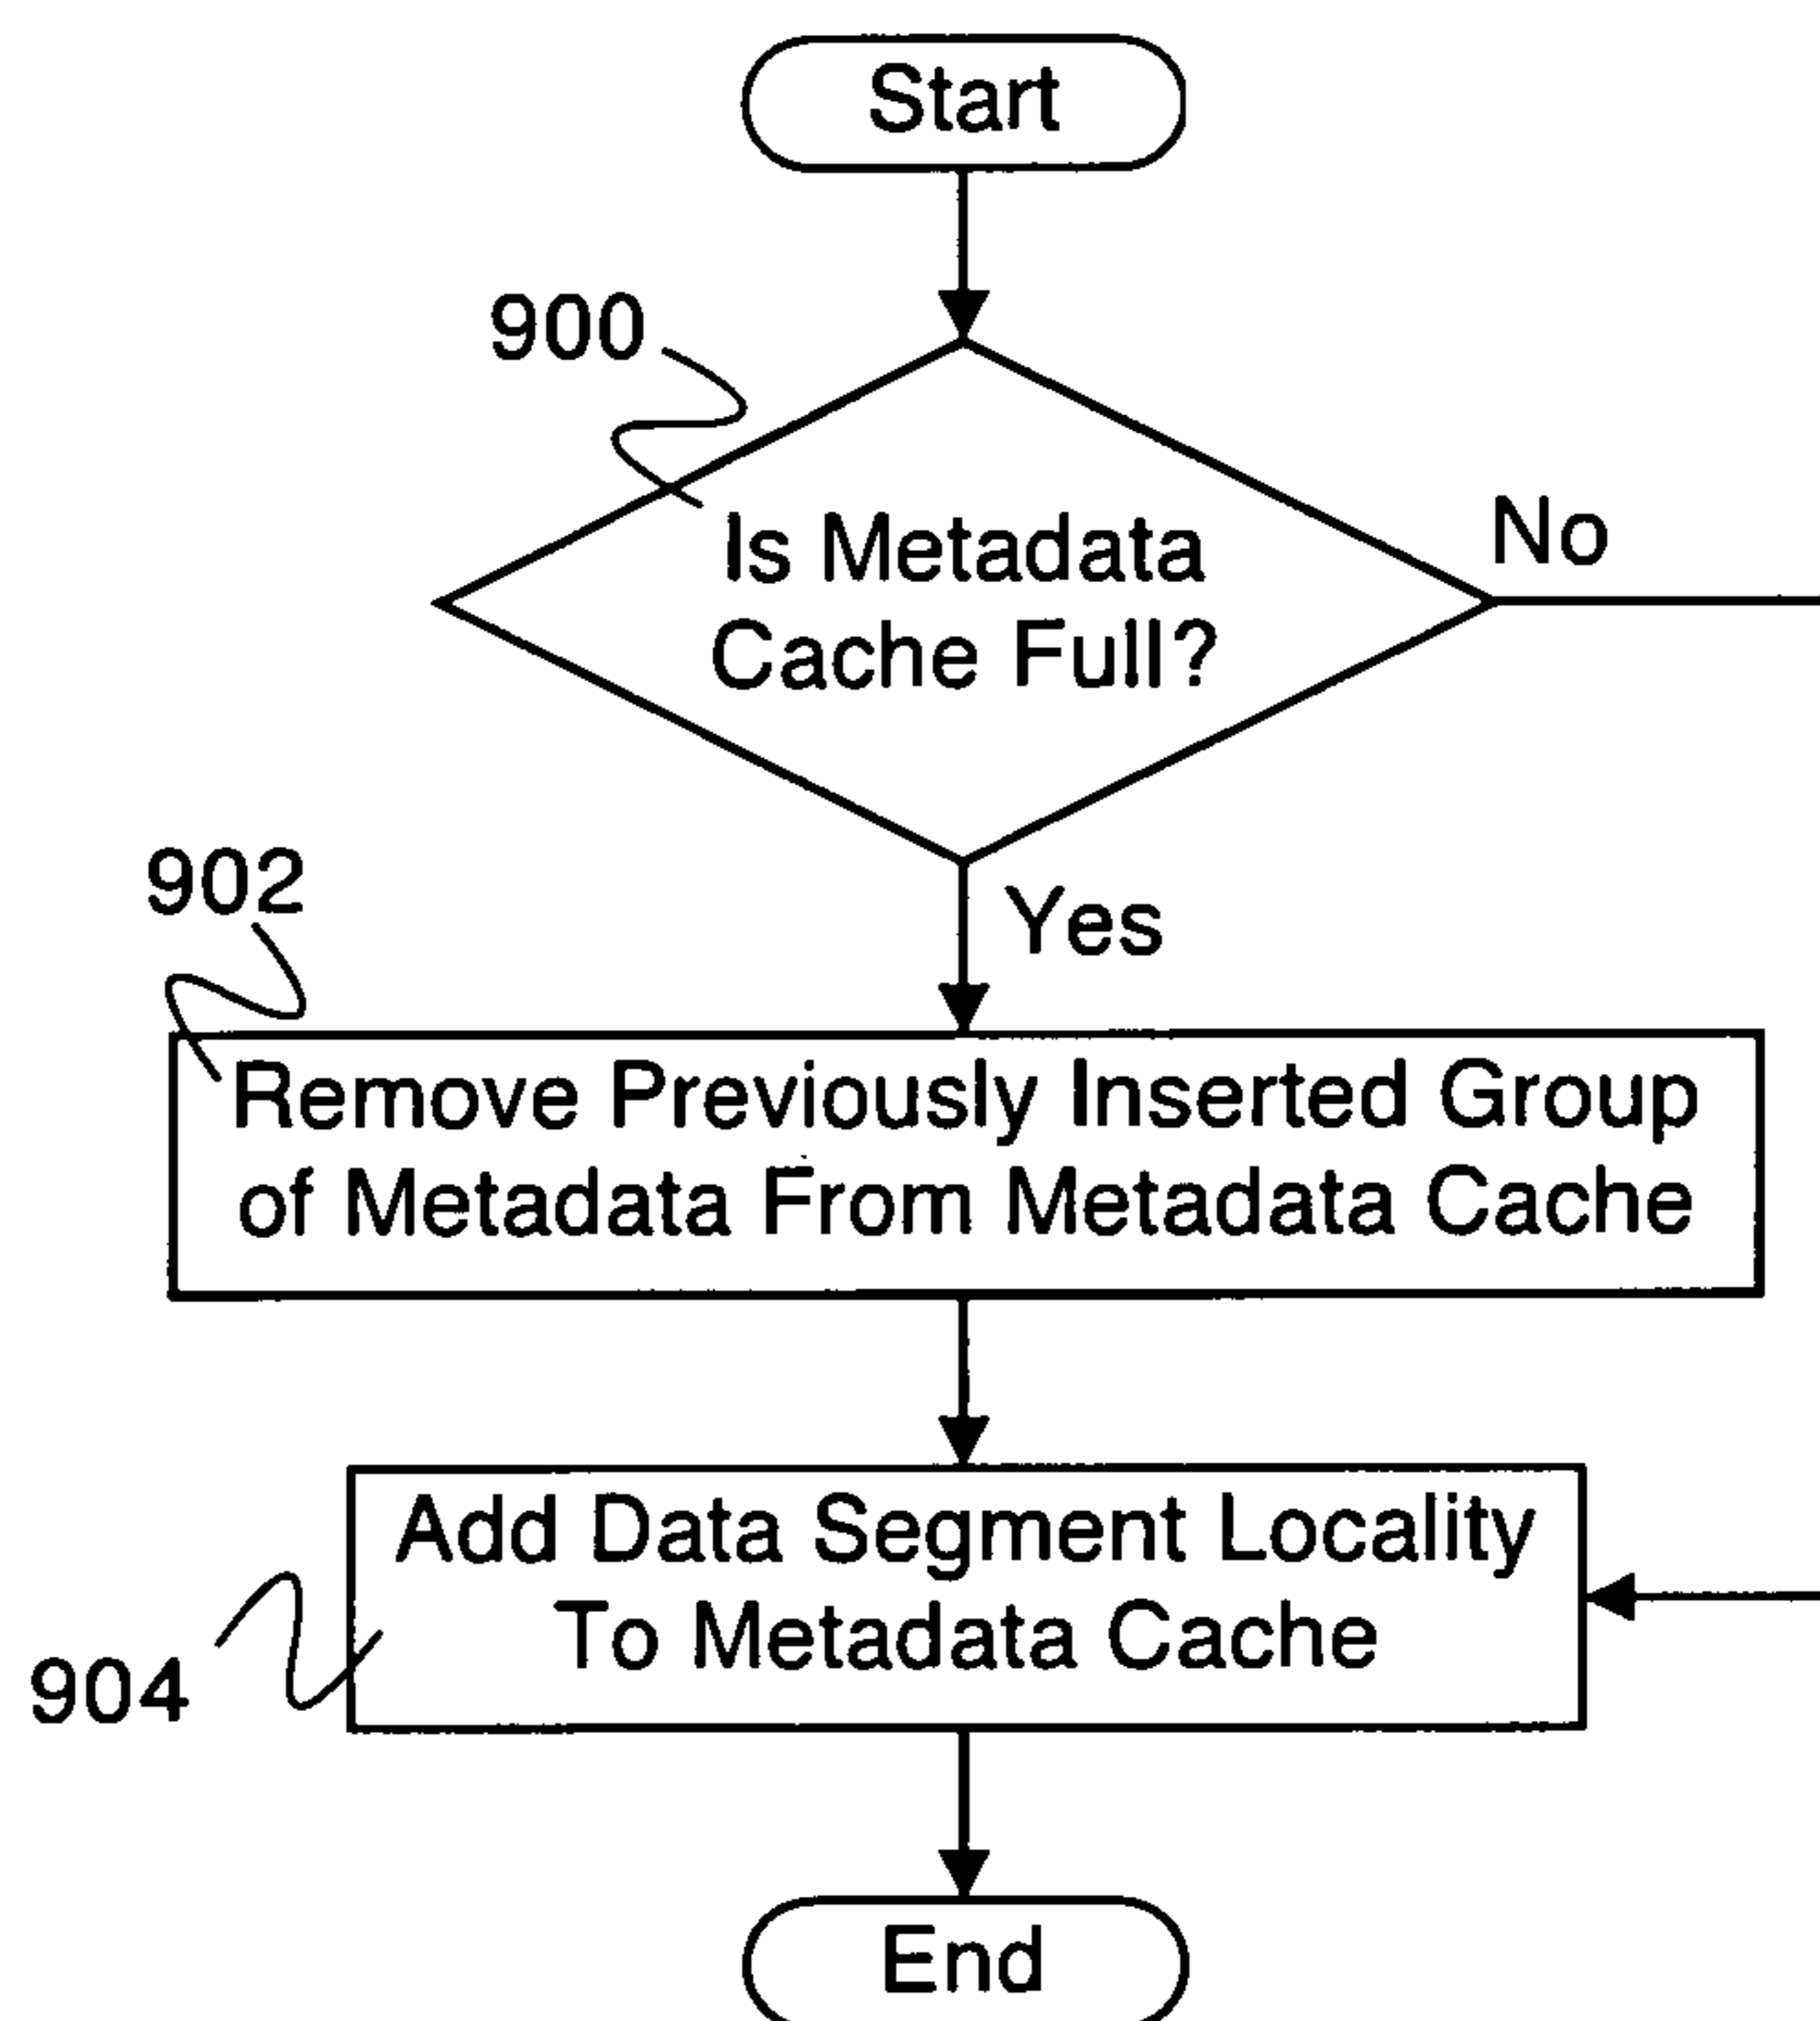 Start
900
Is Metadata
Cache Full?
No
Yes
902
Remove Previously Inserted Group
of Metadata From Metadata Cache
Add Data Segment Locality
To Metadata Cache
904
End